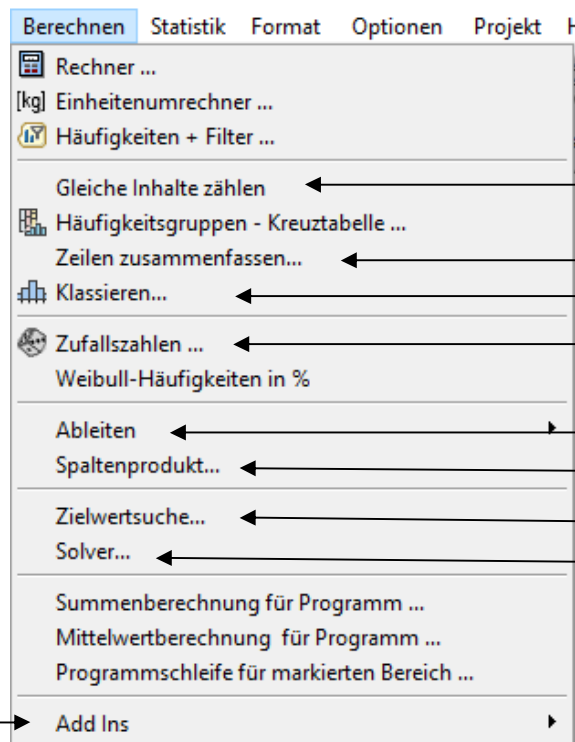 Berechnen Statistik Format Optionen Projekt
Rechner ...
[kg] Einheitenumrechner ...
Häufigkeiten + Filter ...
Gleiche Inhalte zählen
Häufigkeitsgruppen - Kreuztabelle ...
Zeilen zusammenfassen...
Klassieren...
Zufallszahlen ...
Weibull-Häufigkeiten in %
Ableiten
Spaltenprodukt...
Zielwertsuche...
Solver...
Summenberechnung für Programm ...
Mittelwertberechnung für Programm ...
Programmschleife für markierten Bereich ...
Add Ins